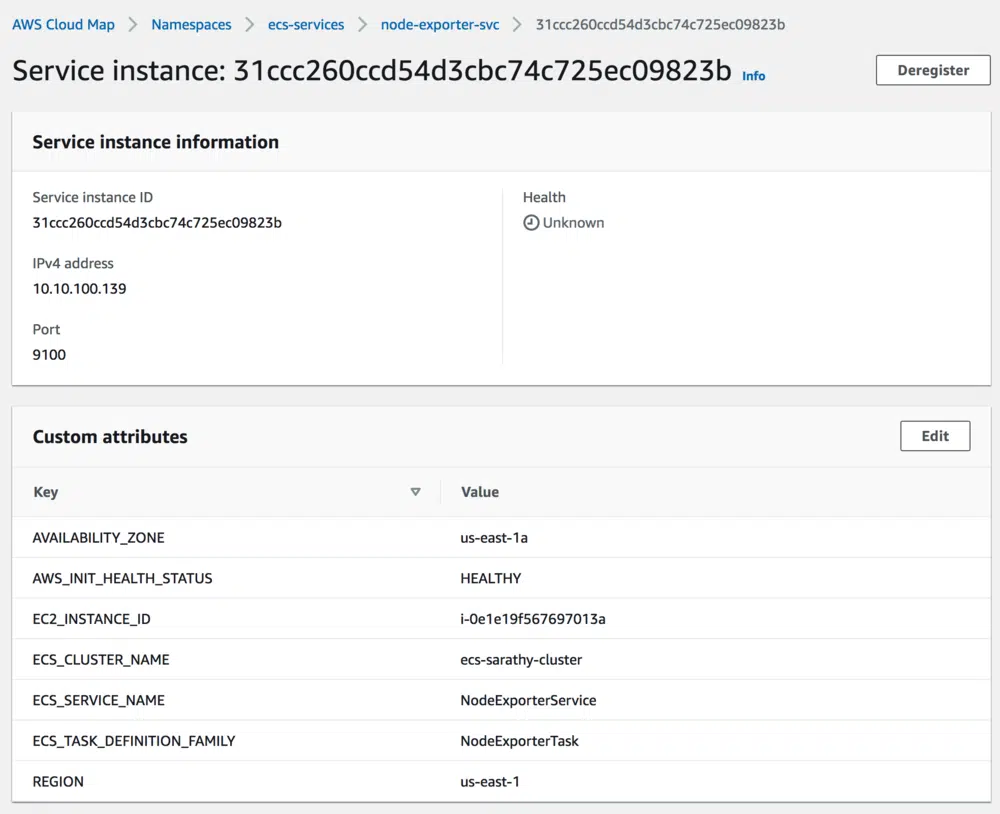 AWS Cloud Map > Namespaces > ecs-services > node-exporter-svc > 31ccc260ccd54d3cbc74c725ec09823b
Service instance: 31ccc260ccd54d3cbc74c725ec09823b Info
Deregister
Service instance information
Service instance ID
31ccc260ccd54d3cbc74c725ec09823b
IPv4 address
10.10.100.139
Port
9100
Health
Unknown
Custom attributes
Edit
Key Value
AVAILABILITY_ZONE us-east-1a
AWS_INIT_HEALTH_STATUS HEALTHY
EC2_INSTANCE_ID i-0e1e19f567697013a
ECS_CLUSTER_NAME ecs-sarathy-cluster
ECS_SERVICE_NAME NodeExporterService
ECS_TASK_DEFINITION_FAMILY NodeExporterTask
REGION us-east-1